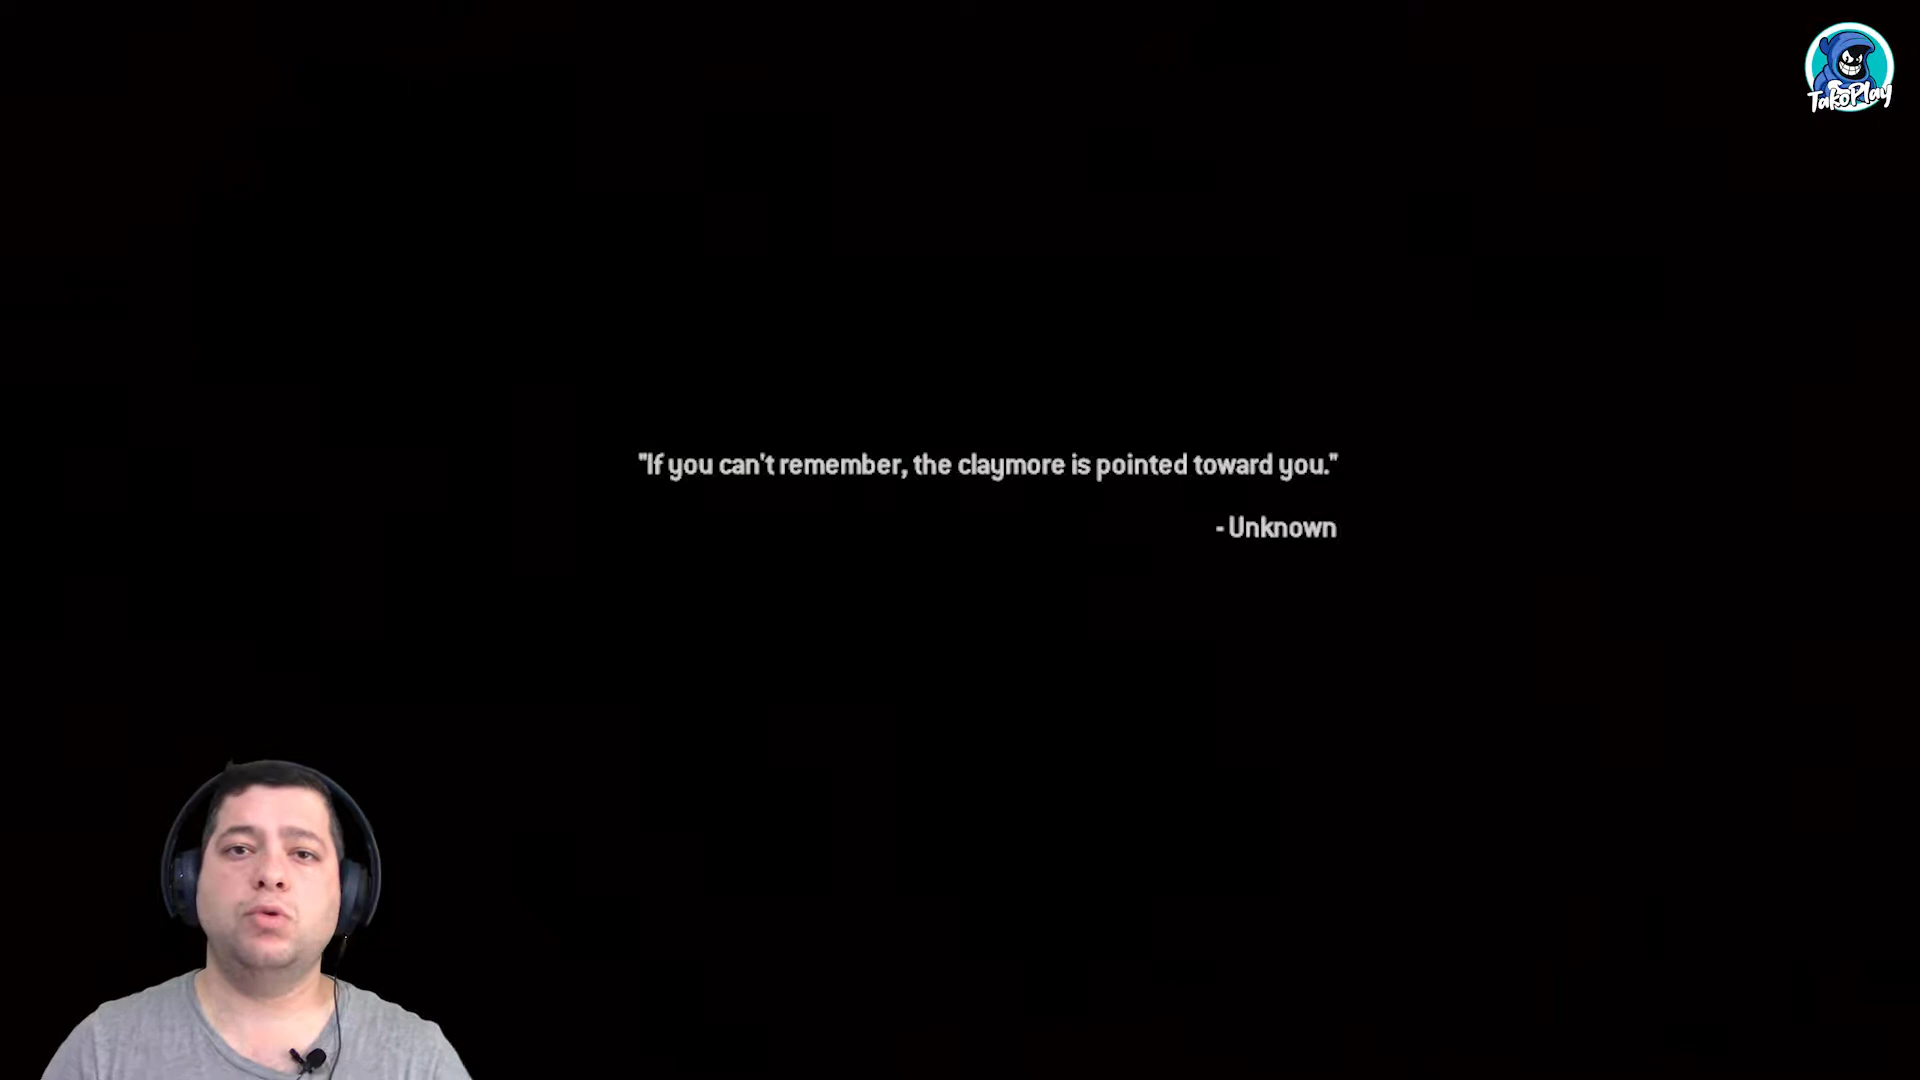 TakoPlay
"If you can't remember, the claymore is pointed toward you."
- Unknown